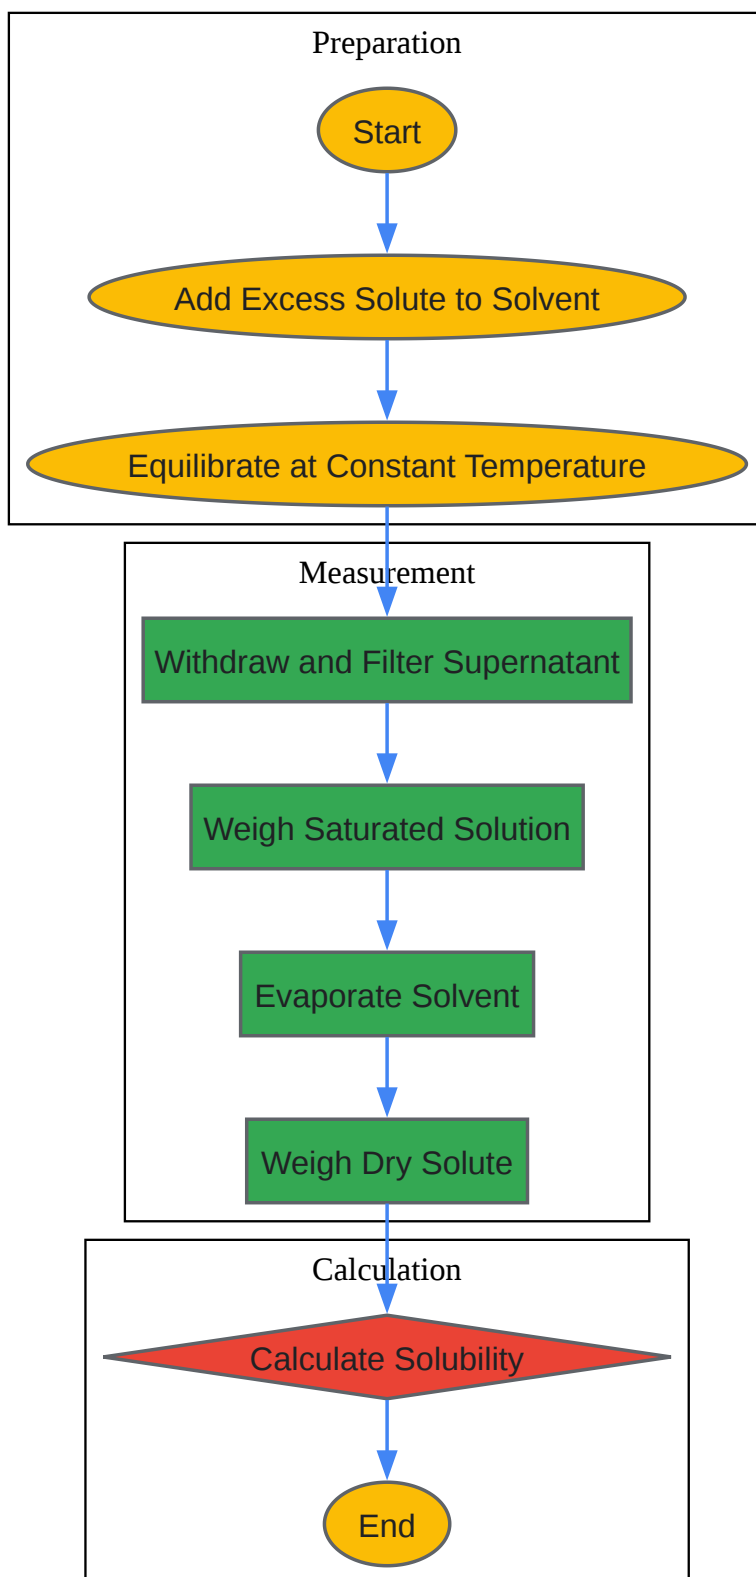 Preparation
Start
Add Excess Solute to Solvent
Equilibrate at Constant Temperature
Measurement
Withdraw and Filter Supernatant
Weigh Saturated Solution
Evaporate Solvent
Weigh Dry Solute
Calculation
Calculate Solubility
End